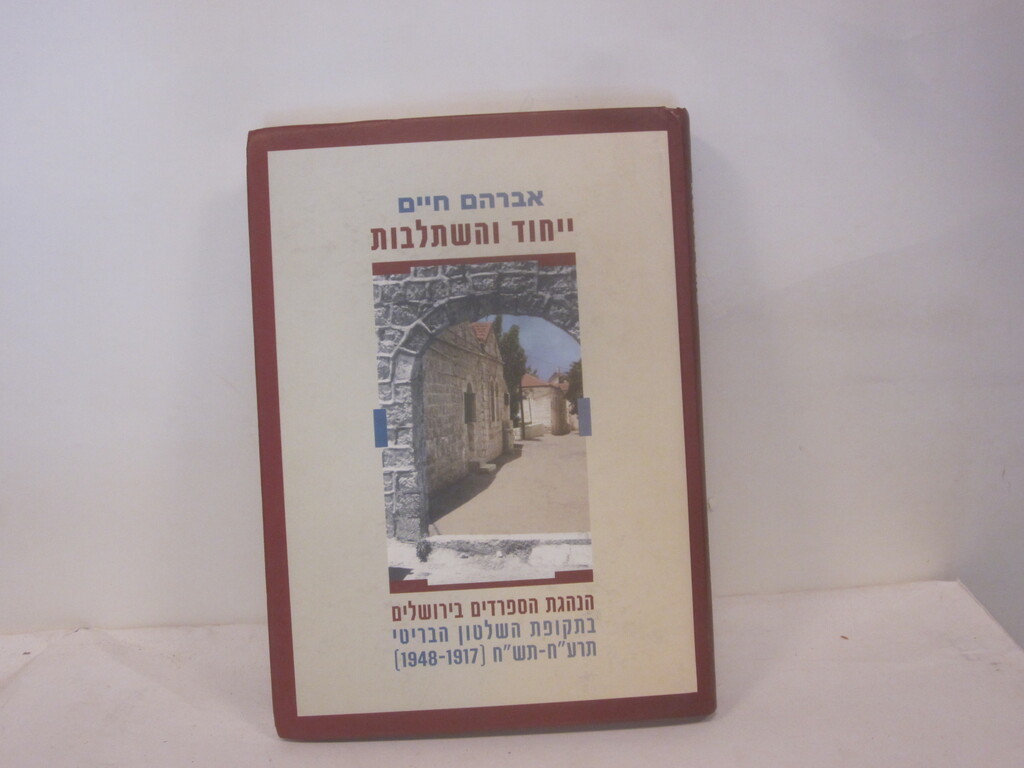 אברהם חיים
ייחוד והשתלבות
הנהגת הספרדים בירושלים
בתקופת השלטון הבריטי
תרע"ח-תש"ח (1917-1948)